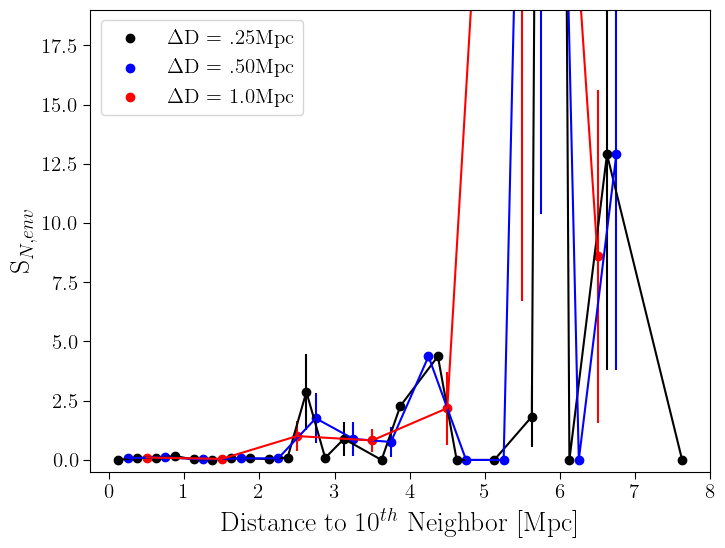 ΔD = .25Mpc
ΔD = .50Mpc
ΔD = 1.0Mpc
17.5
15.0
12.5
10.0
7.5
5.0
2.5
0.0
S_{N,env}
0 1 2 3 4 5 6 7 8
Distance to 10^{th} Neighbor [Mpc]